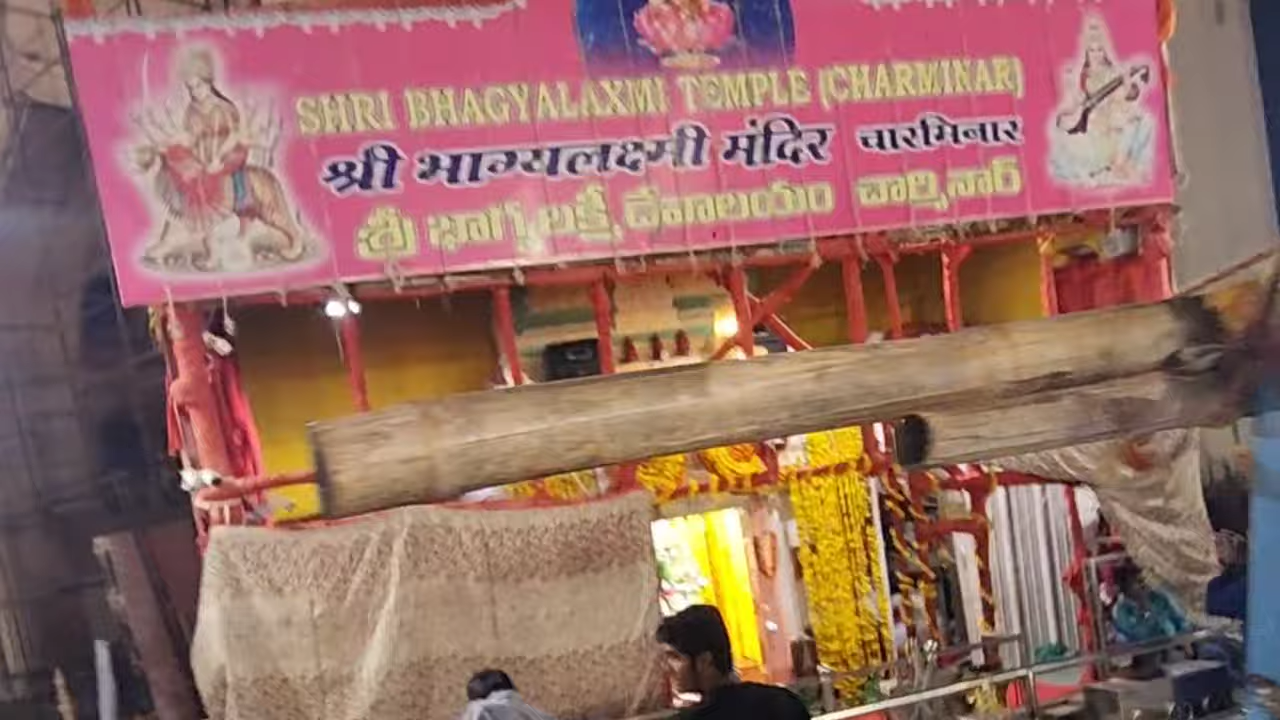 SHRI BHAGYALAXMI TEMPLE (CHARMINAR)
श्री भाग्यलक्ष्मी मंदिर चारमिनार
శ్రీ భాగ్యలక్ష్మి దేవాలయం చార్మినార్